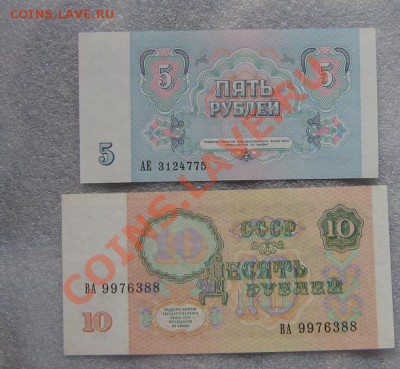 COINS.LAVE.RU
5 5
ПЯТЬ
РУБЛЕЙ
5
АЕ 3124775
COINS.LAVE.RU
СССР 10
10
ДЕСЯТЬ
РУБЛЕЙ
ВА 9976388
10
ВА 9976388